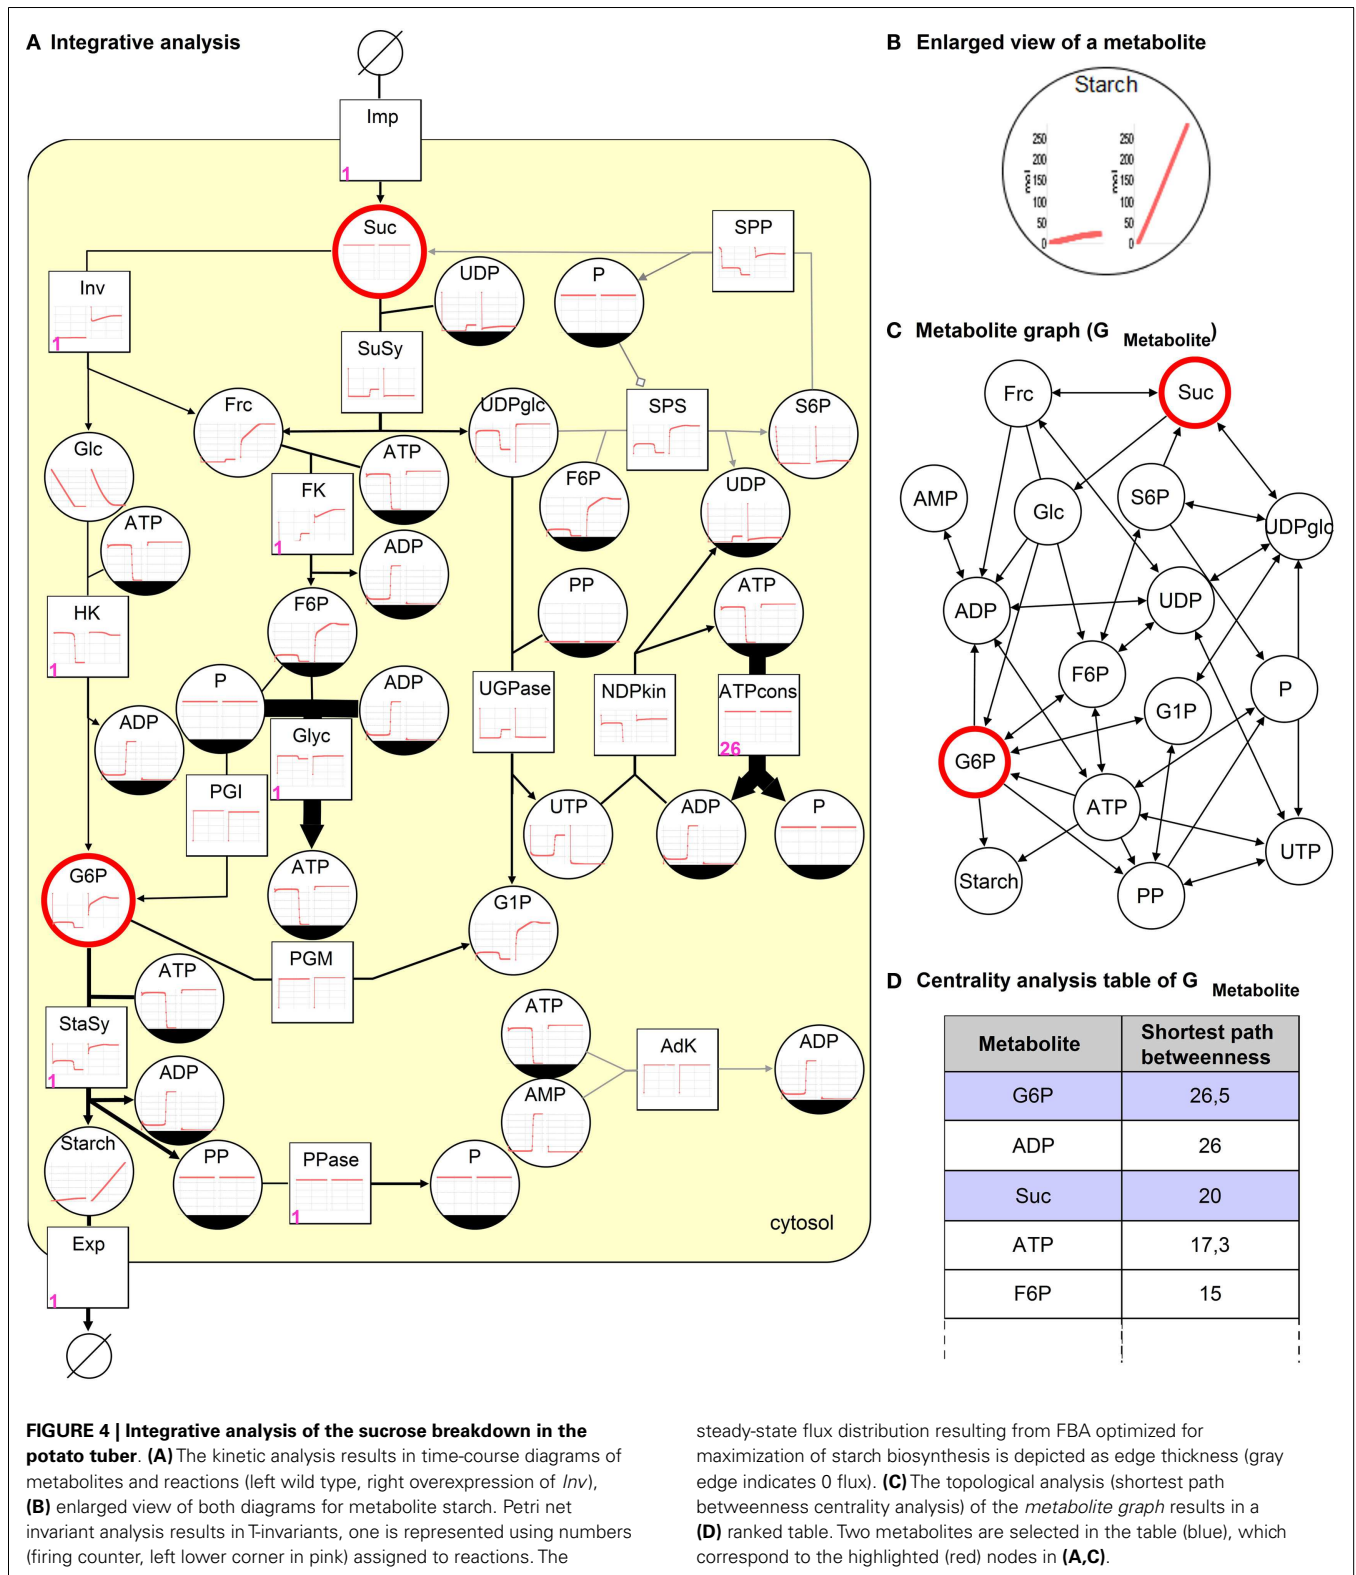 A Integrative analysis
Imp
1
Suc
SPP
UDP
P
Inv
1
SuSy
Frc
UDPglc
SPS
S6P
Glc
ATP
FK
1
F6P
UDP
ATP
ADP
HK
1
F6P
PP
ATP
P
ADP
UGPase
NDPkin
ATPcons
26
ADP
Glyc
1
PGI
UTP
ADP
P
G6P
ATP
G1P
PGM
ATP
StaSy
1
ATP
AdK
ADP
ADP
AMP
Starch
PP
PPase
1
P
cytosol
Exp
1
B Enlarged view of a metabolite
Starch
250
200
150
100
50
0
mol
250
200
150
100
50
0
mol
C Metabolite graph (G Metabolite)
Frc
Suc
AMP
Glc
S6P
UDPglc
ADP
UDP
F6P
G1P
P
G6P
ATP
Starch
PP
UTP
D Centrality analysis table of G Metabolite
Metabolite Shortest path betweenness
G6P 26,5
ADP 26
Suc 20
ATP 17,3
F6P 15
FIGURE 4 | Integrative analysis of the sucrose breakdown in the
potato tuber. (A) The kinetic analysis results in time-course diagrams of
metabolites and reactions (left wild type, right overexpression of Inv),
(B) enlarged view of both diagrams for metabolite starch. Petri net
invariant analysis results in T-invariants, one is represented using numbers
(firing counter, left lower corner in pink) assigned to reactions. The
steady-state flux distribution resulting from FBA optimized for
maximization of starch biosynthesis is depicted as edge thickness (gray
edge indicates 0 flux). (C) The topological analysis (shortest path
betweenness centrality analysis) of the metabolite graph results in a
(D) ranked table. Two metabolites are selected in the table (blue), which
correspond to the highlighted (red) nodes in (A,C).